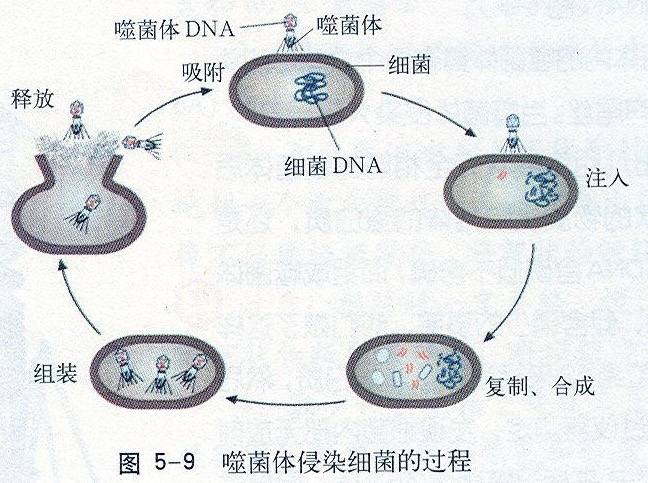 噬菌体DNA
噬菌体
吸附
细菌
细菌DNA
注入
复制、合成
组装
释放
图 5-9 噬菌体侵染细菌的过程